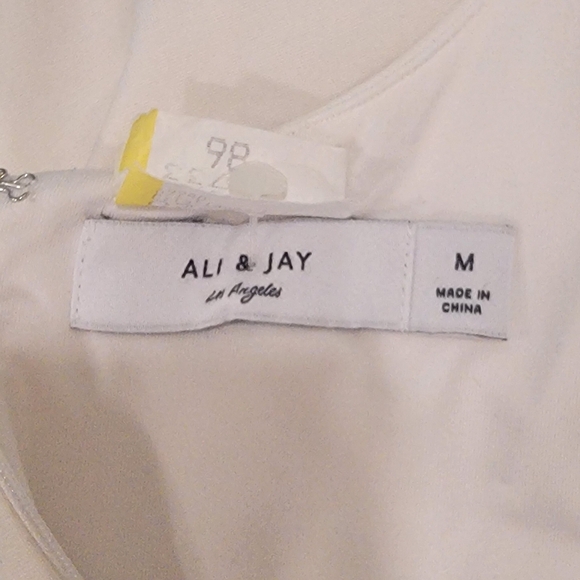 98
ALI & JAY
Los Angeles
M
MADE IN
CHINA